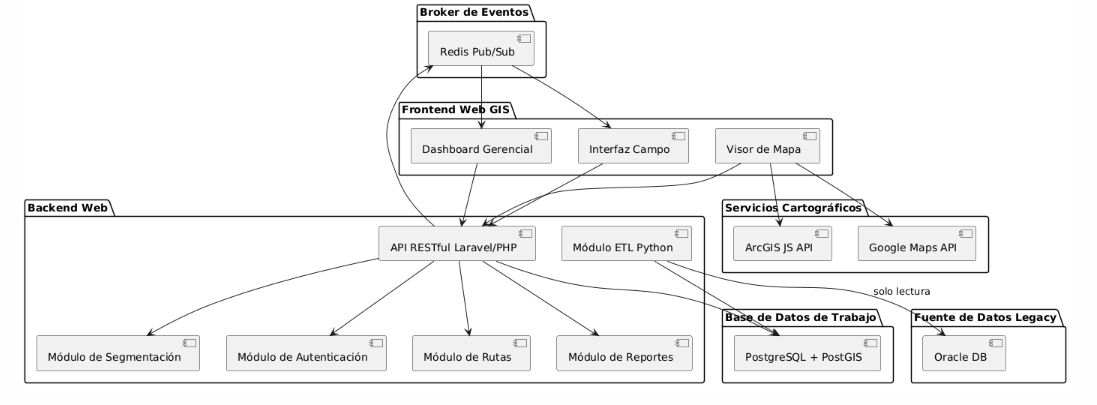 Broker de Eventos
Redis Pub/Sub
Frontend Web GIS
Dashboard Gerencial
Interfaz Campo
Visor de Mapa
Backend Web
API RESTful Laravel/PHP
Módulo ETL Python
Servicios Cartográficos
ArcGIS JS API
Google Maps API
solo lectura
Módulo de Segmentación
Módulo de Autenticación
Módulo de Rutas
Módulo de Reportes
Base de Datos de Trabajo
PostgreSQL + PostGIS
Fuente de Datos Legacy
Oracle DB